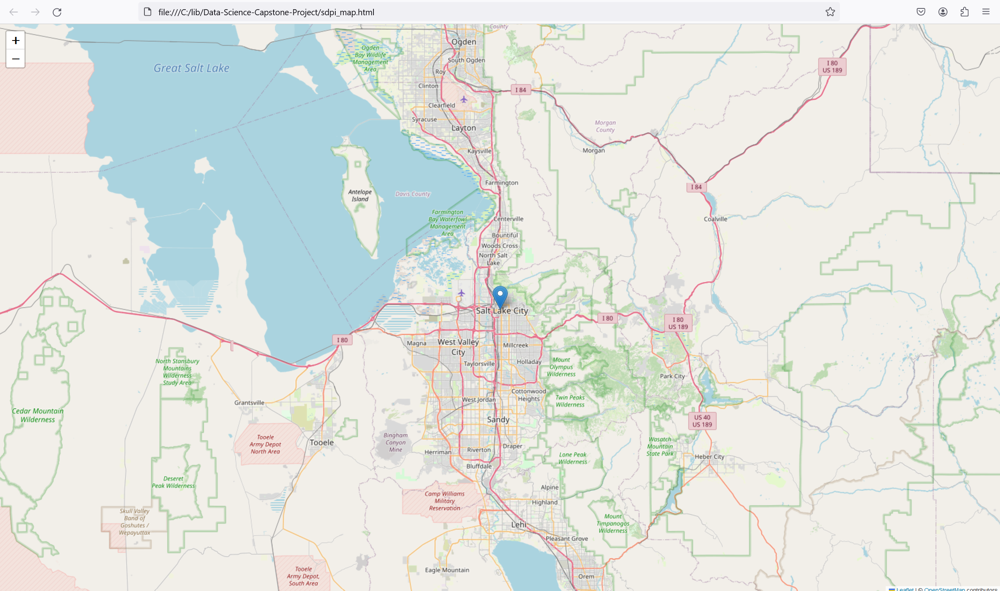 file:///C:/lib/Data-Science-Capstone-Project/sdpi_map.html
+
−
County
Ogden
Great Salt Lake
Ogden
Bay Wildlife
Management
Area
South Ogden
I 80
US 189
Roy
Clinton
I 84
Clearfield
Syracuse
Layton
Morgan
County
Kaysville
Morgan
Farmington
I 84
Antelope
Island
Davis County
Farmington
Bay Waterfowl
Management
Area
Centerville
Coalville
Bountiful
Woods Cross
North Salt
Lake
Salt Lake City
I 80
I 80
US 189
I 80
Magna
West Valley
City
Millcreek
Taylorsville
Holladay
Mount
Olympus
Wilderness
North Stansbury
Mountains
Wilderness
Study Area
Park City
Cottonwood
Heights
West Jordan
Twin Peaks
Wilderness
Grantsville
Cedar Mountain
Wilderness
Sandy
US 40
US 189
Tooele
Army Depot
North Area
Tooele
Bingham
Canyon
Mine
Wasatch
Mountain
State Park
Draper
Riverton
Herriman
Lone Peak
Wilderness
Heber City
Bluffdale
Deseret
Peak Wilderness
Alpine
Camp Williams
Military
Reservation
Highland
Skull Valley
Band of
Goshutes /
Wepayuttax
Mount
Timpanogos
Wilderness
Lehi
Pleasant Grove
Eagle Mountain
Tooele
Army Depot,
South Area
Orem
Leaflet | © OpenStreetMap contributors